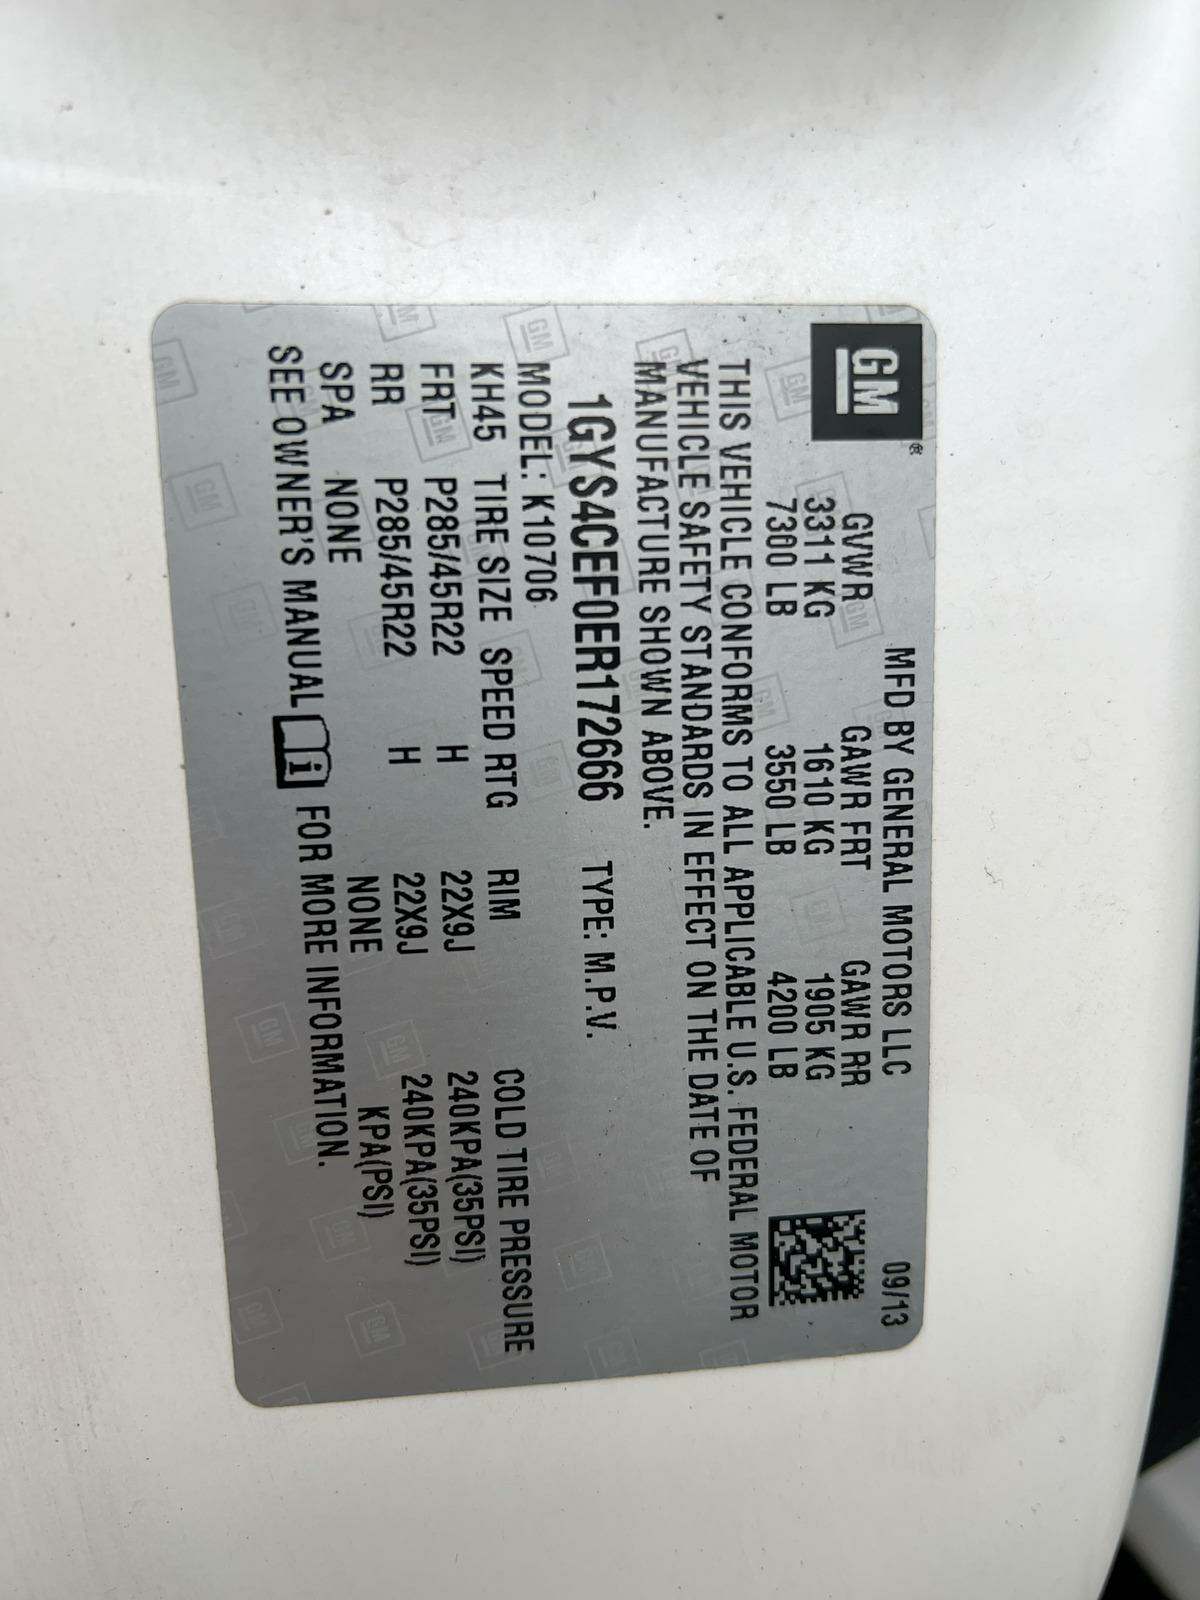 GM®
MFD BY GENERAL MOTORS LLC 09/13
GVWR GAWR FRT GAWR RR
3311 KG 1610 KG 1905 KG
7300 LB 3550 LB 4200 LB
THIS VEHICLE CONFORMS TO ALL APPLICABLE U.S. FEDERAL MOTOR
VEHICLE SAFETY STANDARDS IN EFFECT ON THE DATE OF
MANUFACTURE SHOWN ABOVE.
1GYS4CEF0ER172666 TYPE: M.P.V.
MODEL: K10706
KH45 TIRE SIZE SPEED RTG RIM COLD TIRE PRESSURE
FRT P285/45R22 H 22X9J 240KPA(35PSI)
RR P285/45R22 H 22X9J 240KPA(35PSI)
SPA NONE NONE KPA(PSI)
SEE OWNER'S MANUAL i FOR MORE INFORMATION.